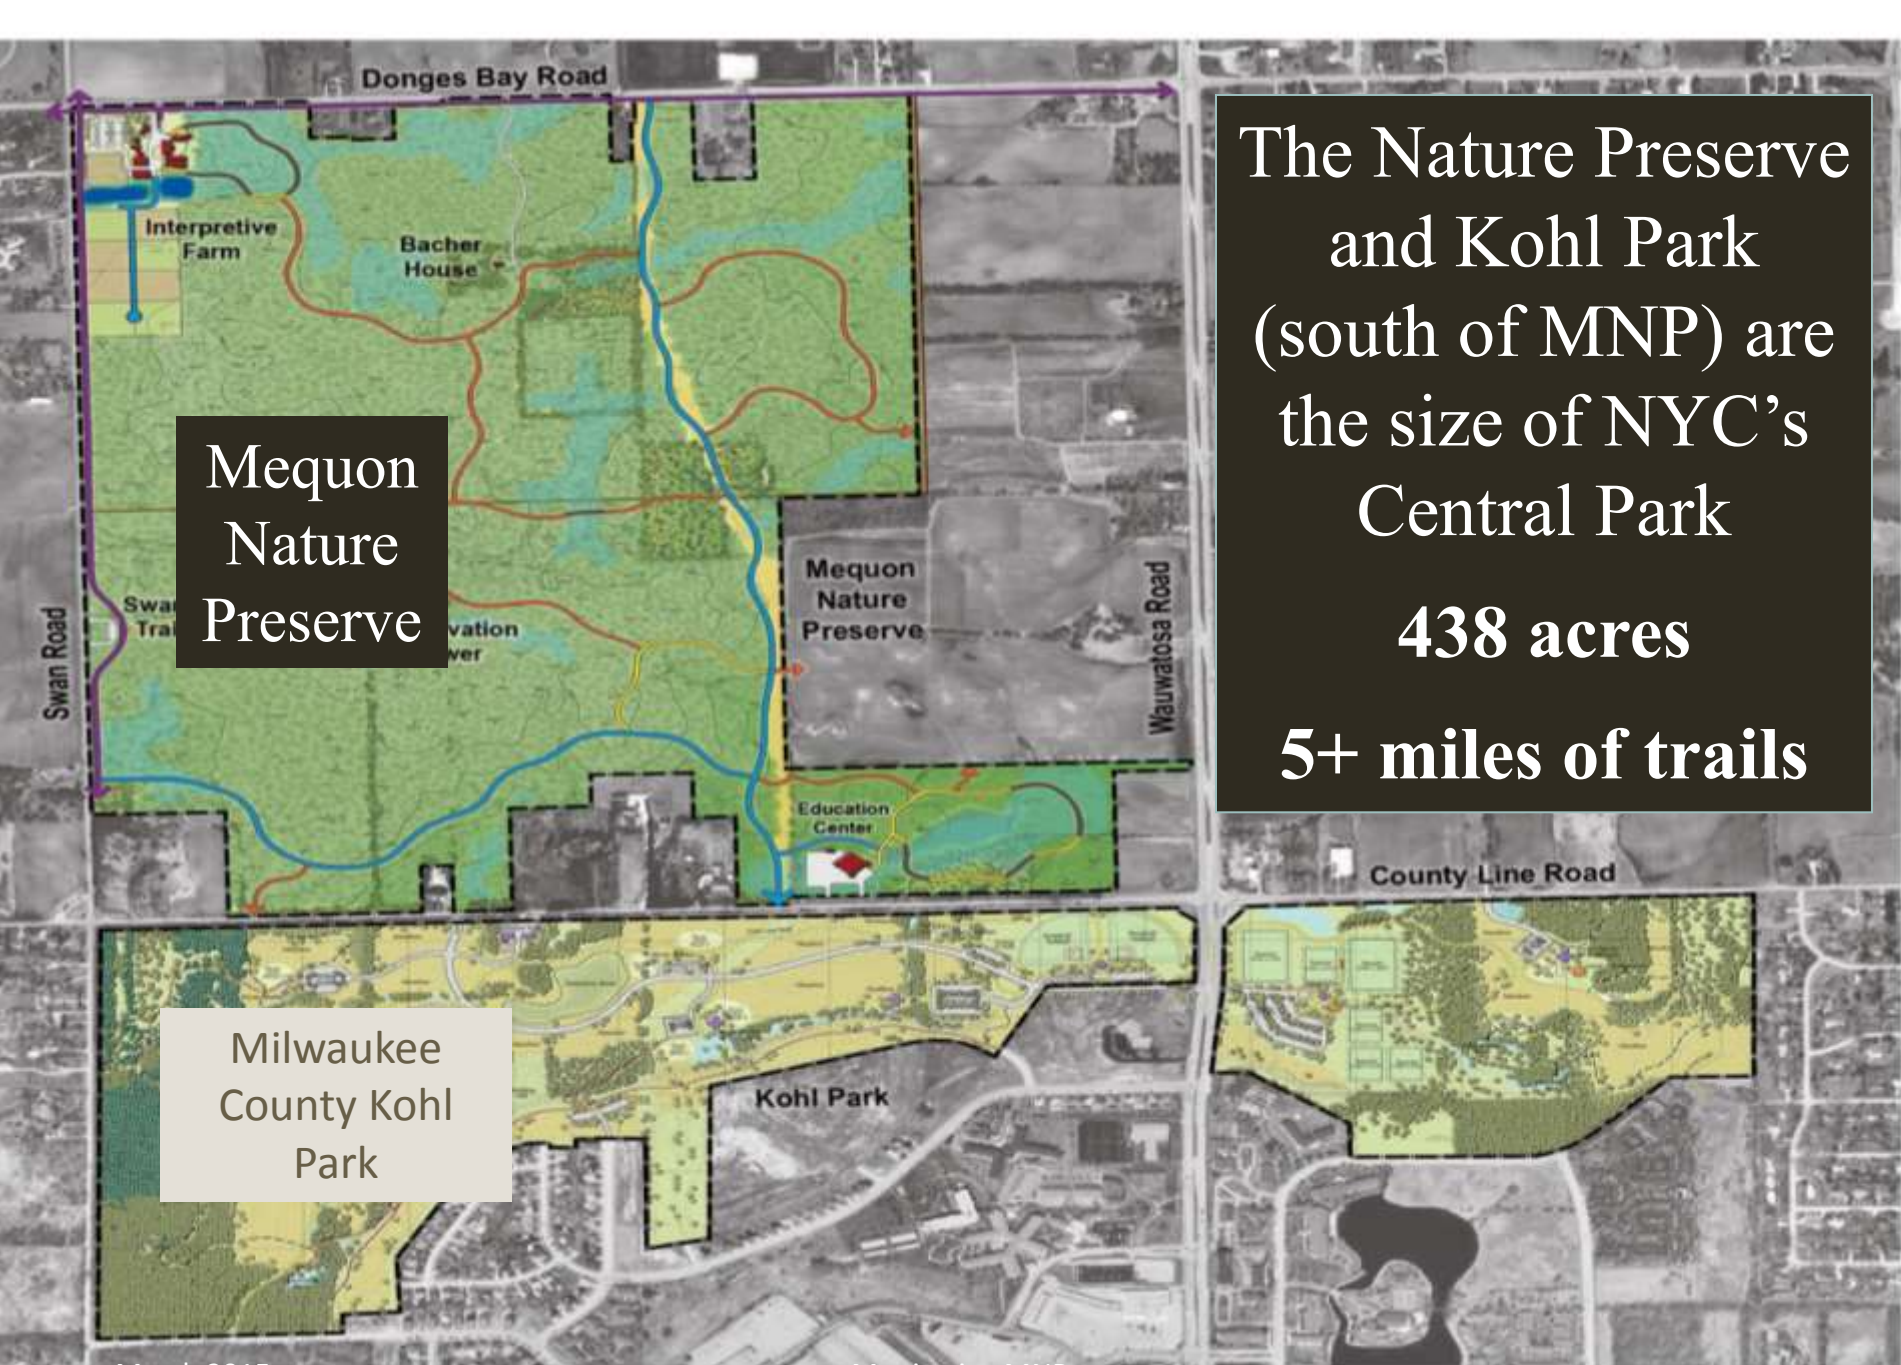 Donges Bay Road
The Nature Preserve
and Kohl Park
(south of MNP) are
the size of NYC’s
Central Park
438 acres
5+ miles of trails
Interpretive
Farm
Bacher
House
Mequon
Nature
Preserve
Mequon
Nature
Preserve
Swan Road
Wauwatosa Road
Education
Center
County Line Road
Milwaukee
County Kohl
Park
Kohl Park